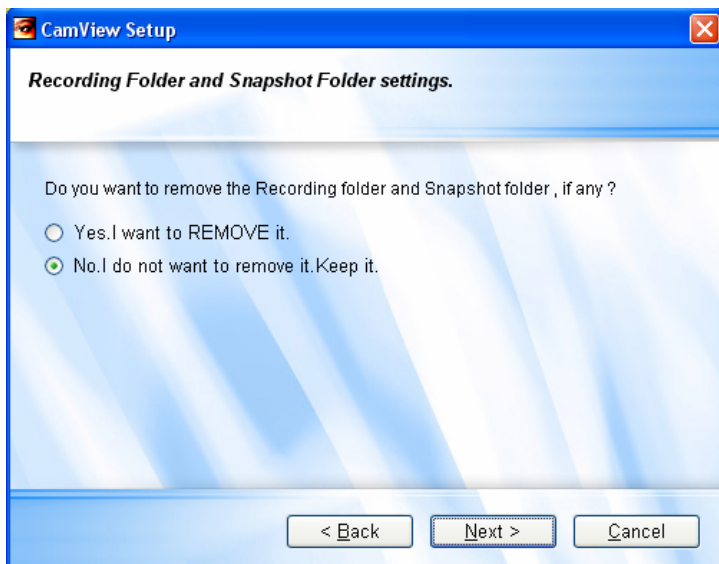 CamView Setup
Recording Folder and Snapshot Folder settings.
Do you want to remove the Recording folder and Snapshot folder , if any ?
Yes.I want to REMOVE it.
No.I do not want to remove it.Keep it.
< Back Next > Cancel